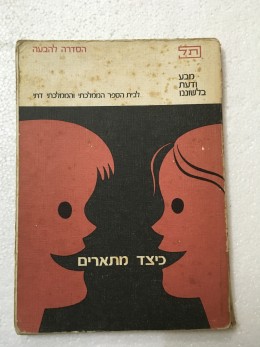 הסדרה להבעה
תל
מבע
ודעת
בלשוננו
לבית הספר הממלכתי והממלכתי דתי
כיצד מתארים